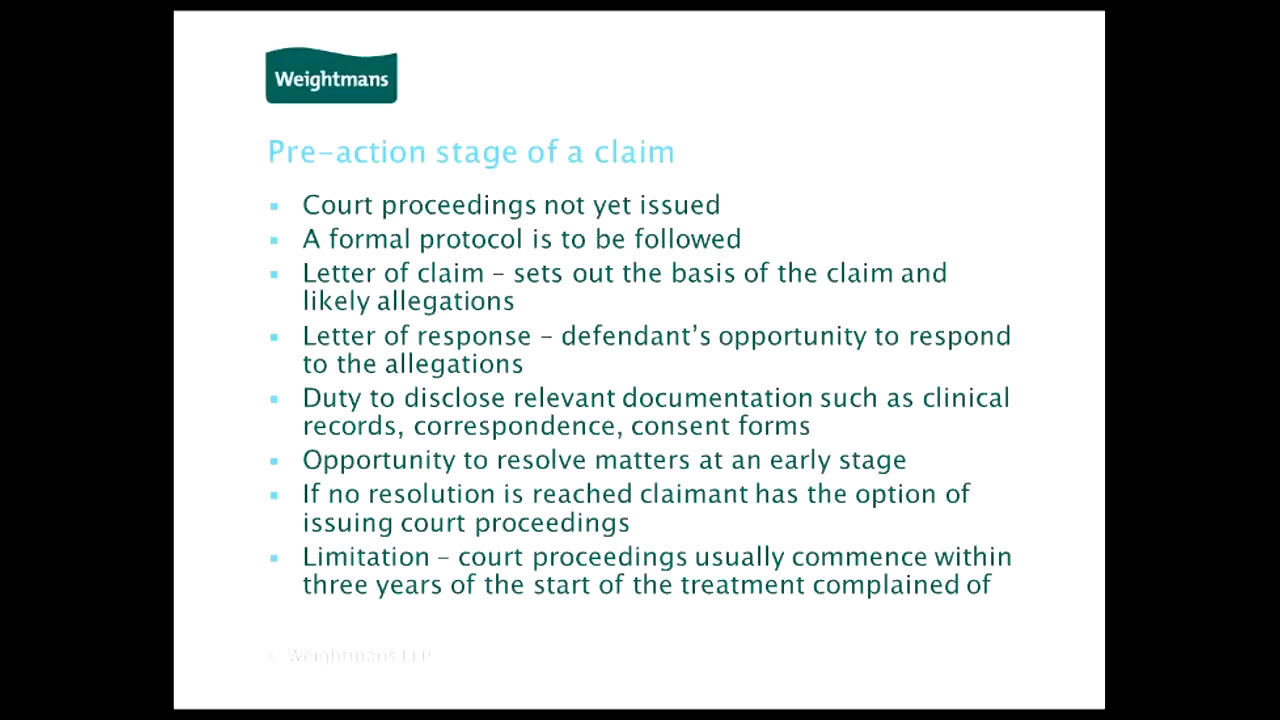 Weightmans
Pre-action stage of a claim
▪ Court proceedings not yet issued
▪ A formal protocol is to be followed
▪ Letter of claim – sets out the basis of the claim and
likely allegations
▪ Letter of response – defendant's opportunity to respond
to the allegations
▪ Duty to disclose relevant documentation such as clinical
records, correspondence, consent forms
▪ Opportunity to resolve matters at an early stage
▪ If no resolution is reached claimant has the option of
issuing court proceedings
▪ Limitation – court proceedings usually commence within
three years of the start of the treatment complained of
© Weightmans LLP